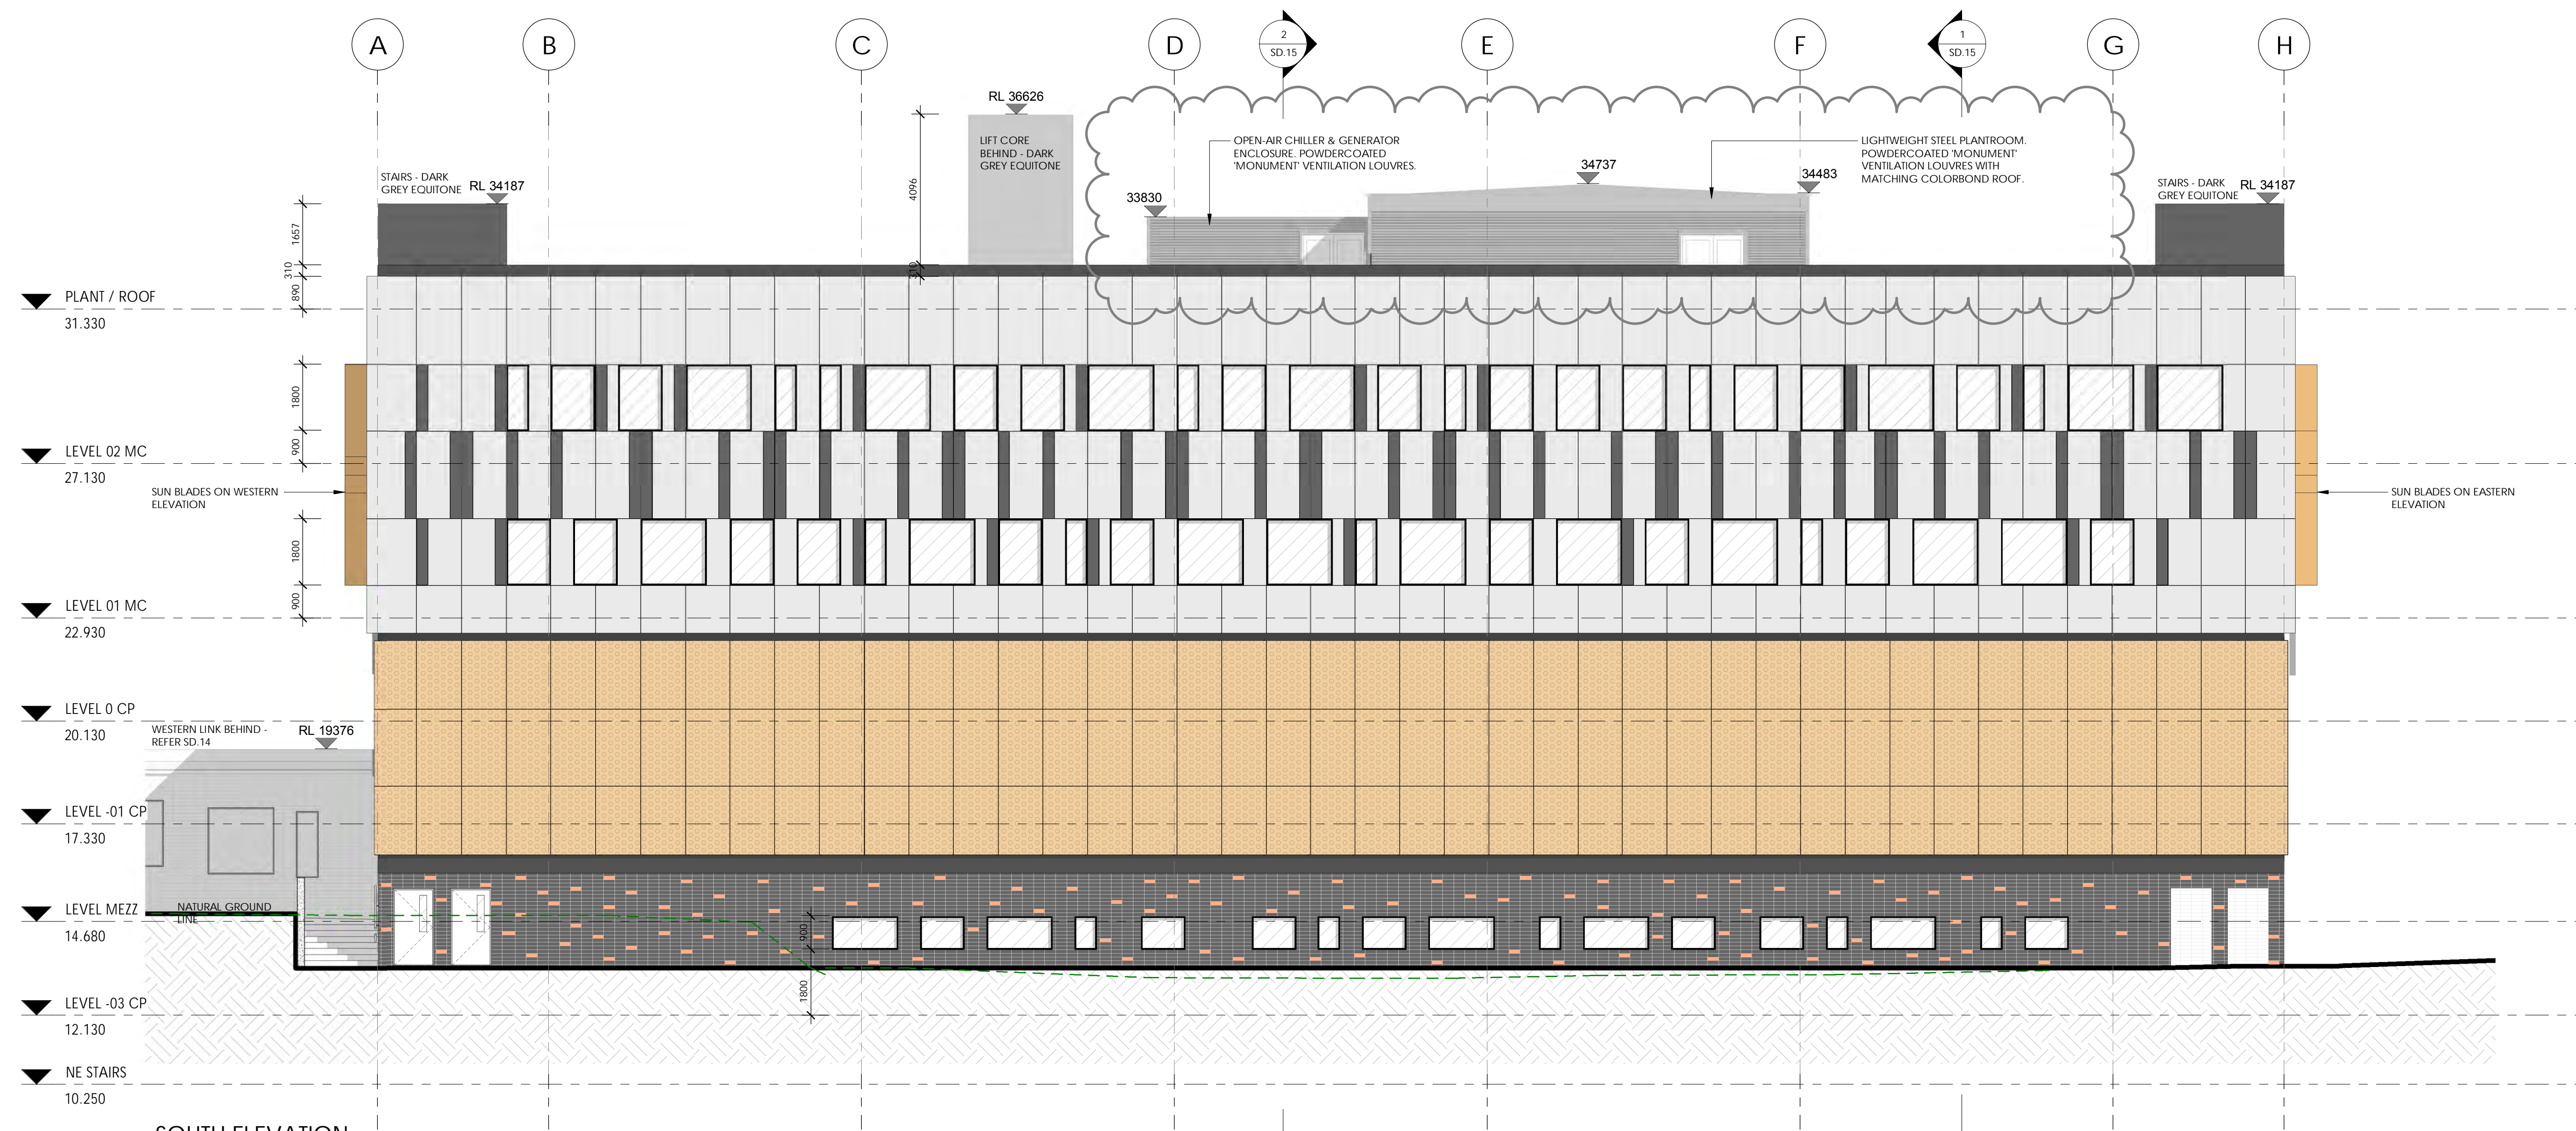 A
B
C
D
2
SD.15
E
F
1
SD.15
G
H
RL 36626
LIFT CORE
BEHIND - DARK
GREY EQUITONE
4096
310
OPEN-AIR CHILLER & GENERATOR
ENCLOSURE. POWDERCOATED
'MONUMENT' VENTILATION LOUVRES.
LIGHTWEIGHT STEEL PLANTROOM.
POWDERCOATED 'MONUMENT'
VENTILATION LOUVRES WITH
MATCHING COLORBOND ROOF.
33830
34737
34483
STAIRS - DARK
GREY EQUITONE
RL 34187
STAIRS - DARK
GREY EQUITONE
RL 34187
1657
310
890
PLANT / ROOF
31.330
1800
900
LEVEL 02 MC
27.130
SUN BLADES ON WESTERN
ELEVATION
SUN BLADES ON EASTERN
ELEVATION
1800
900
LEVEL 01 MC
22.930
LEVEL 0 CP
20.130
WESTERN LINK BEHIND -
REFER SD.14
RL 19376
LEVEL -01 CP
17.330
LEVEL MEZZ
14.680
NATURAL GROUND
LINE
900
1800
LEVEL -03 CP
12.130
NE STAIRS
10.250
SOUTH ELEVATION